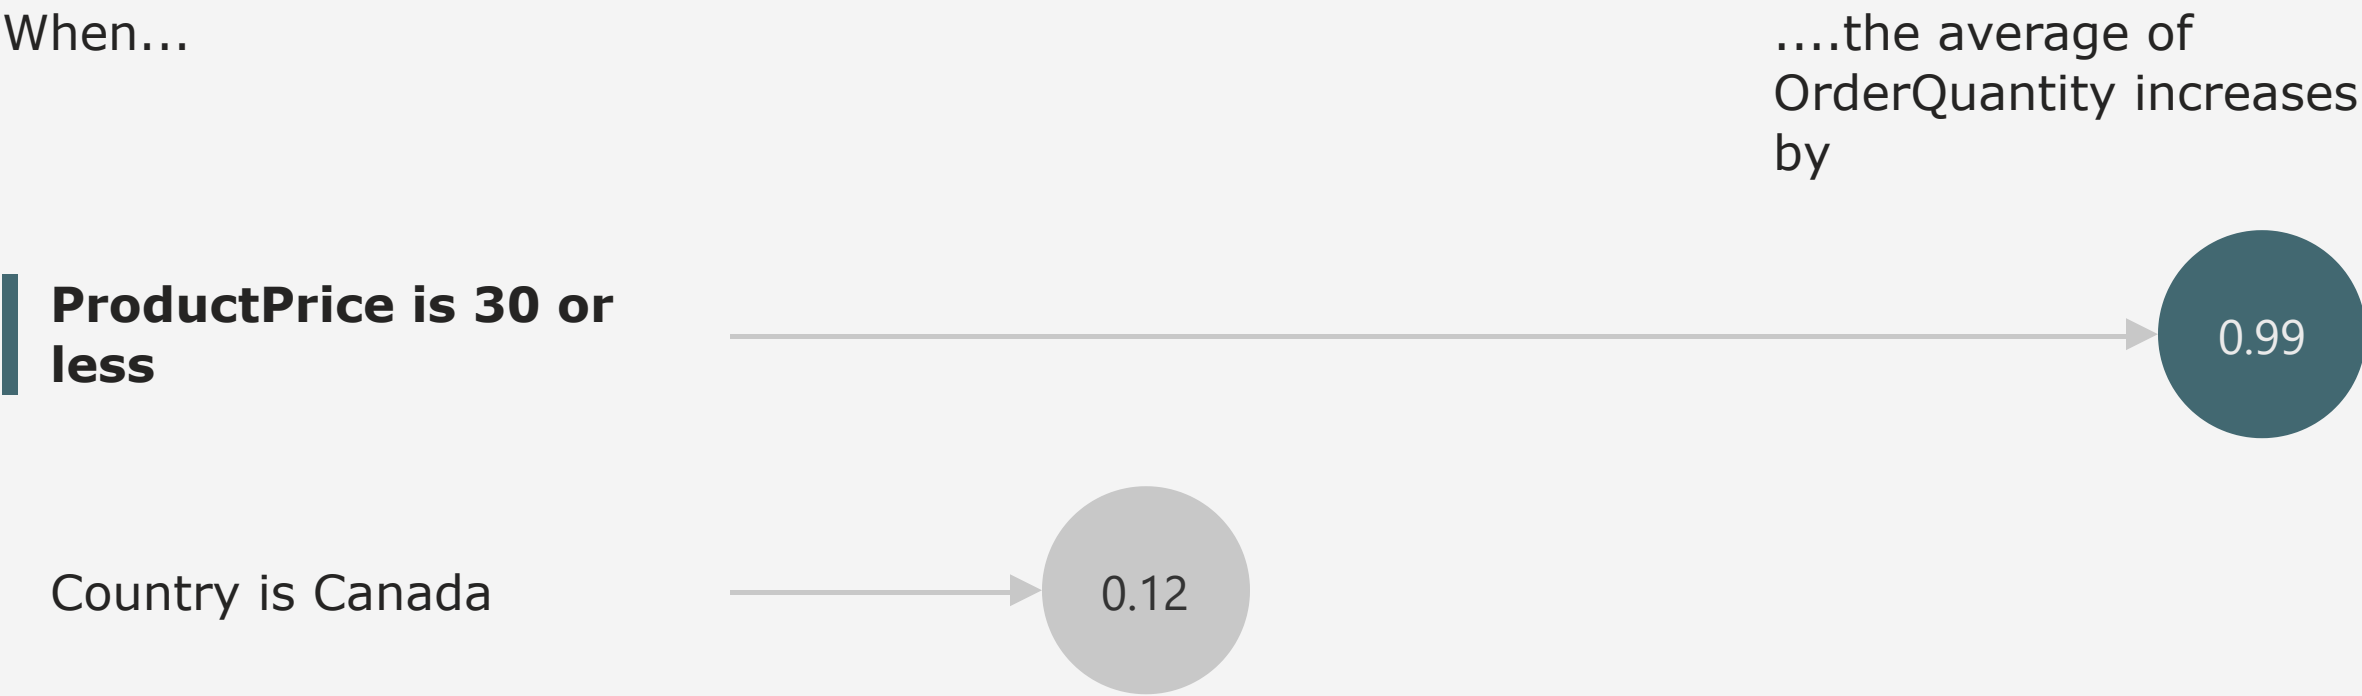 When...
....the average of
OrderQuantity increases
by
ProductPrice is 30 or
less
0.99
Country is Canada
0.12